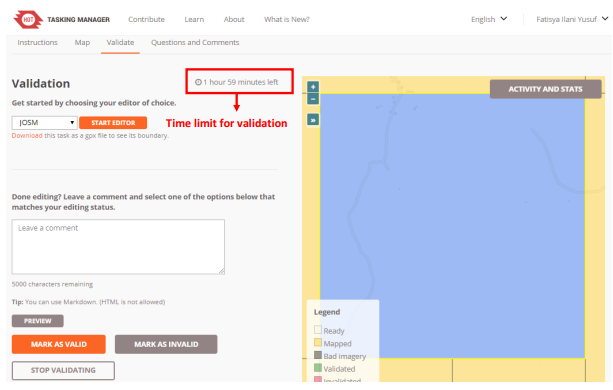 HOT TASKING MANAGER Contribute Learn About What is New? English Fatisya Ilani Yusuf
Instructions Map Validate Questions and Comments
Validation
1 hour 59 minutes left
Get started by choosing your editor of choice.
JOSM START EDITOR
Time limit for validation
Download this task as a gpx file to see its boundary.
Done editing? Leave a comment and select one of the options below that
matches your editing status.
Leave a comment
5000 characters remaining
Tip: You can use Markdown. (HTML is not allowed)
PREVIEW
MARK AS VALID MARK AS INVALID
STOP VALIDATING
+
-
»
ACTIVITY AND STATS
Legend
Ready
Mapped
Bad imagery
Validated
Invalidated